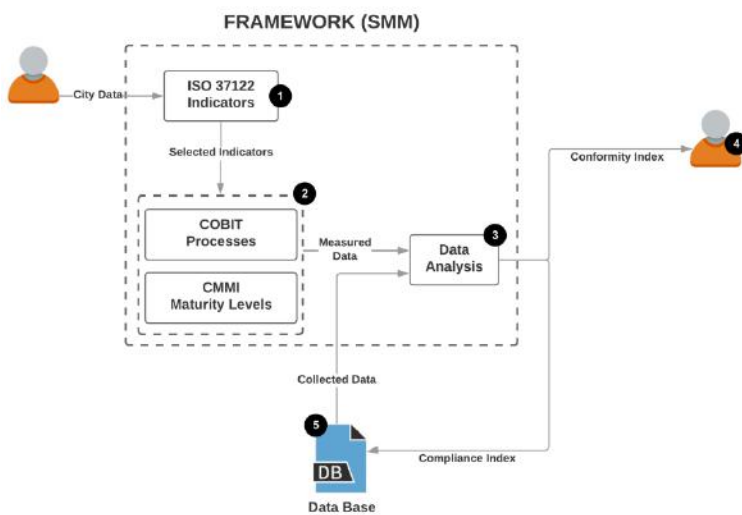 FRAMEWORK (SMM)
ISO 37122
Indicators
1
City Data
Selected Indicators
2
COBIT
Processes
CMMI
Maturity Levels
Measured
Data
3
Data
Analysis
Conformity Index
4
Collected Data
5
DB
Data Base
Compliance Index